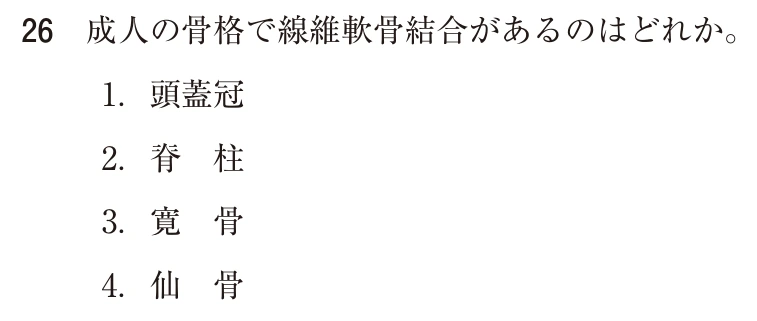 26 成人の骨格で線維軟骨結合があるのはどれか。
1. 頭蓋冠
2. 脊 柱
3. 寛 骨
4. 仙 骨